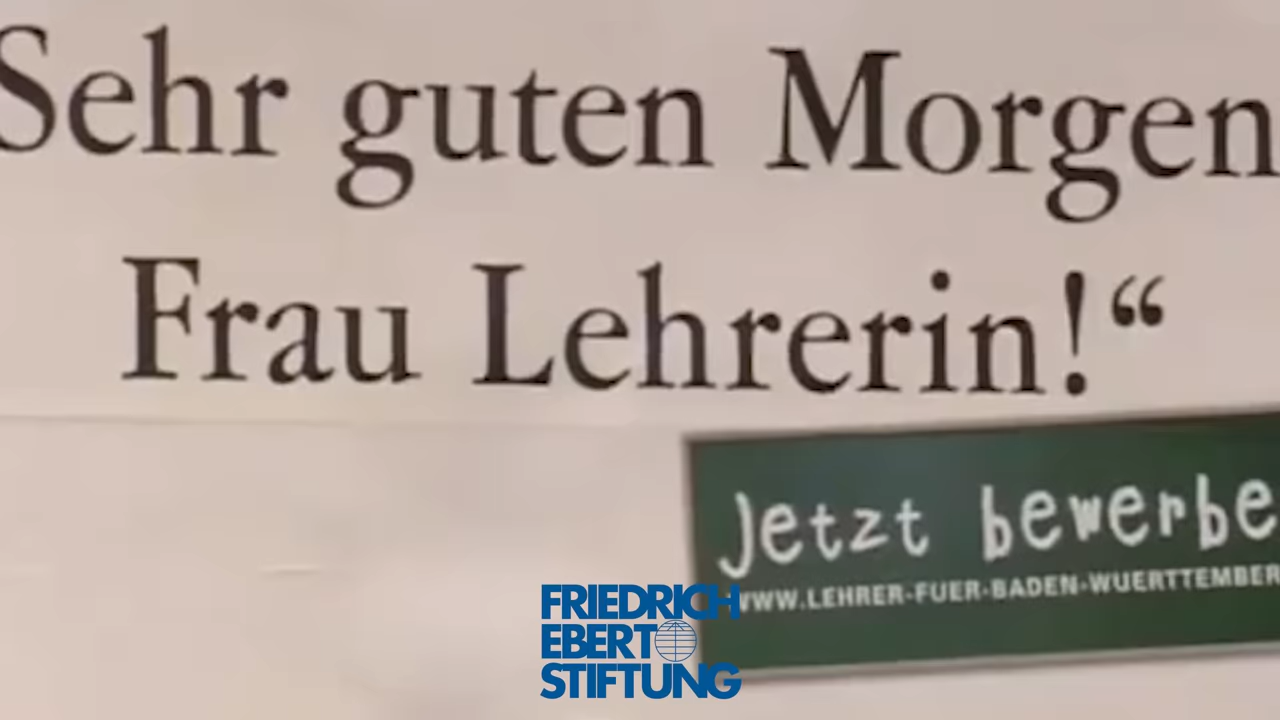 Sehr guten Morgen
Frau Lehrerin!“
Jetzt bewerbe
WWW.LEHRER-FUER-BADEN-WUERTTEMBER
FRIEDRICH
EBERT
STIFTUNG